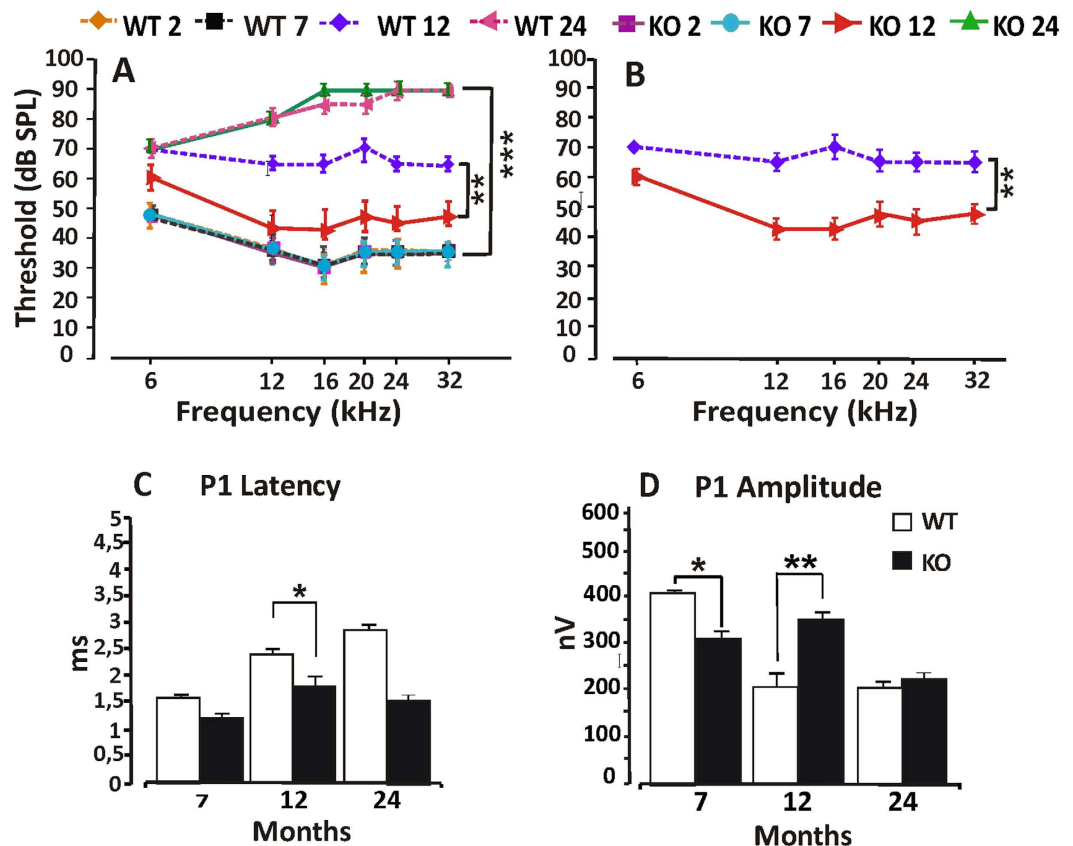 WT 2 WT 7 WT 12 WT 24 KO 2 KO 7 KO 12 KO 24
A
Threshold (dB SPL)
100
90
80
70
60
50
40
30
20
10
0
**
***
6 12 16 20 24 32
Frequency (kHz)
B
100
90
80
70
60
50
40
30
20
10
0
**
6 12 16 20 24 32
Frequency (kHz)
C P1 Latency
ms
5
4,5
4
3,5
3
2,5
2
1,5
1
0,5
0
*
7 12 24
Months
D P1 Amplitude
nV
600
500
400
300
200
100
0
* **
WT
KO
7 12 24
Months